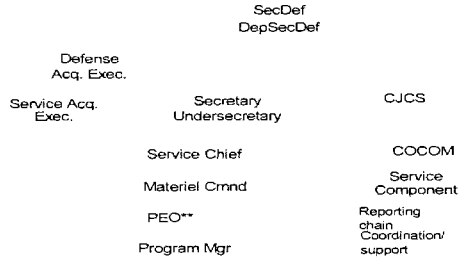 SecDef
DepSecDef
Defense
Acq. Exec.
Service Acq.
Exec.
Secretary
Undersecretary
CJCS
Service Chief
COCOM
Materiel Cmnd
Service
Component
PEO**
Reporting
chain
Coordination/
support
Program Mgr